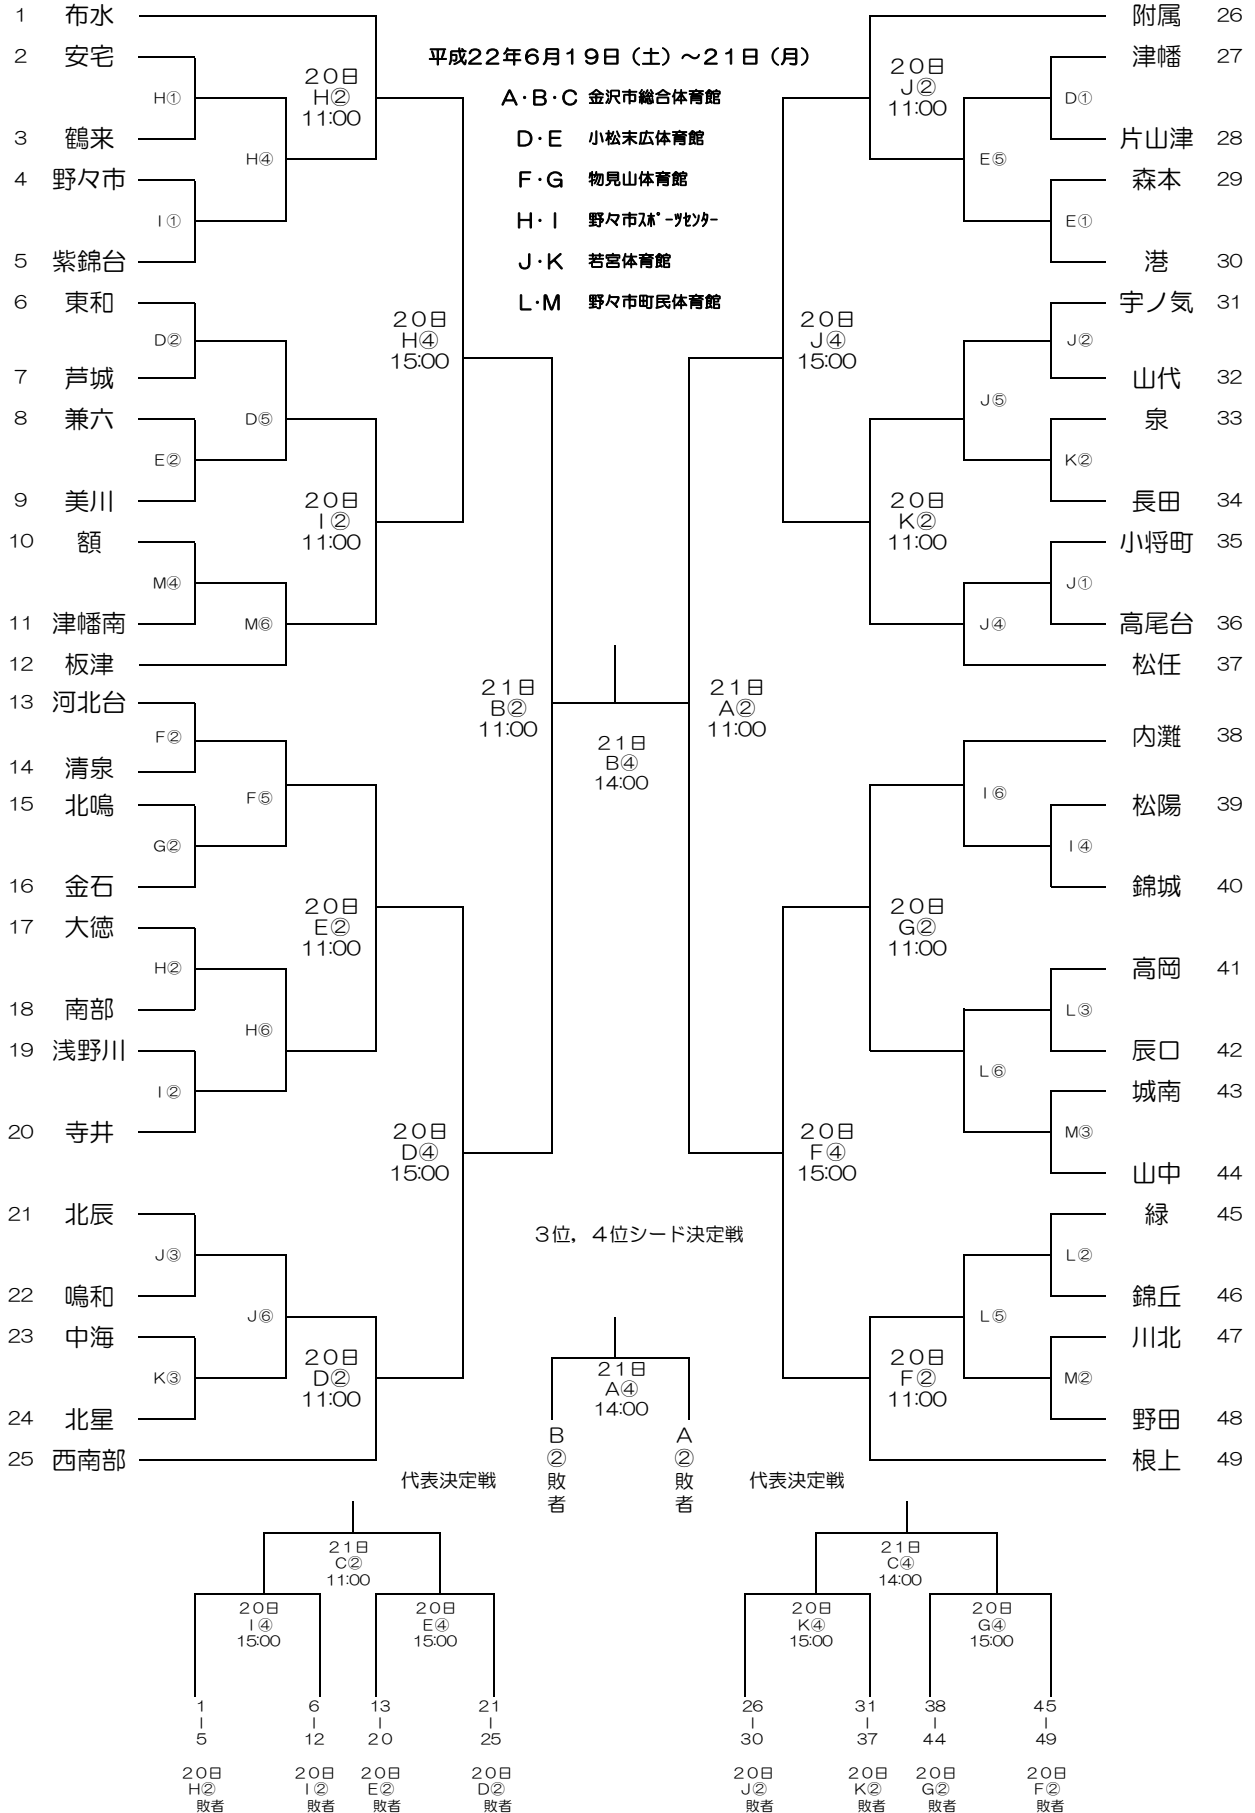 平成22年6月19日（土）～21日（月）
A・B・C 金沢市総合体育館
D・E 小松末広体育館
F・G 物見山体育館
H・I 野々市ｽﾎﾟｰﾂｾﾝﾀｰ
J・K 若宮体育館
L・M 野々市町民体育館
1 布水
2 安宅
H①
3 鶴来
H④
4 野々市
I①
5 紫錦台
20日
H②
11:00
6 東和
D②
7 芦城
D⑤
8 兼六
E②
9 美川
20日
H④
15:00
10 額
M④
11 津幡南
M⑥
12 板津
20日
I②
11:00
13 河北台
F②
14 清泉
F⑤
15 北鳴
G②
16 金石
20日
E②
11:00
17 大徳
H②
18 南部
H⑥
19 浅野川
I②
20 寺井
20日
D④
15:00
21 北辰
J③
22 鳴和
J⑥
23 中海
K③
24 北星
25 西南部
20日
D②
11:00
21日
B②
11:00
21日
B④
14:00
21日
A②
11:00
附属 26
津幡 27
D①
片山津 28
E⑤
森本 29
E①
港 30
20日
J②
11:00
宇ノ気 31
J②
山代 32
J⑤
泉 33
K②
長田 34
20日
J④
15:00
小将町 35
J①
高尾台 36
J④
松任 37
20日
K②
11:00
内灘 38
I⑥
松陽 39
I④
錦城 40
20日
G②
11:00
高岡 41
L③
辰口 42
L⑥
城南 43
M③
山中 44
20日
F④
15:00
緑 45
L②
錦丘 46
L⑤
川北 47
M②
野田 48
根上 49
20日
F②
11:00
3位，4位シード決定戦
21日
A④
14:00
B②敗者
A②敗者
代表決定戦
21日
C②
11:00
20日
I④
15:00
20日
E④
15:00
1｜5
6｜12
13｜20
21｜25
20日 20日 20日 20日
H② I② E② D②
敗者 敗者 敗者 敗者
代表決定戦
21日
C④
14:00
20日
K④
15:00
20日
G④
15:00
26｜30
31｜37
38｜44
45｜49
20日 20日 20日 20日
J② K② G② F②
敗者 敗者 敗者 敗者